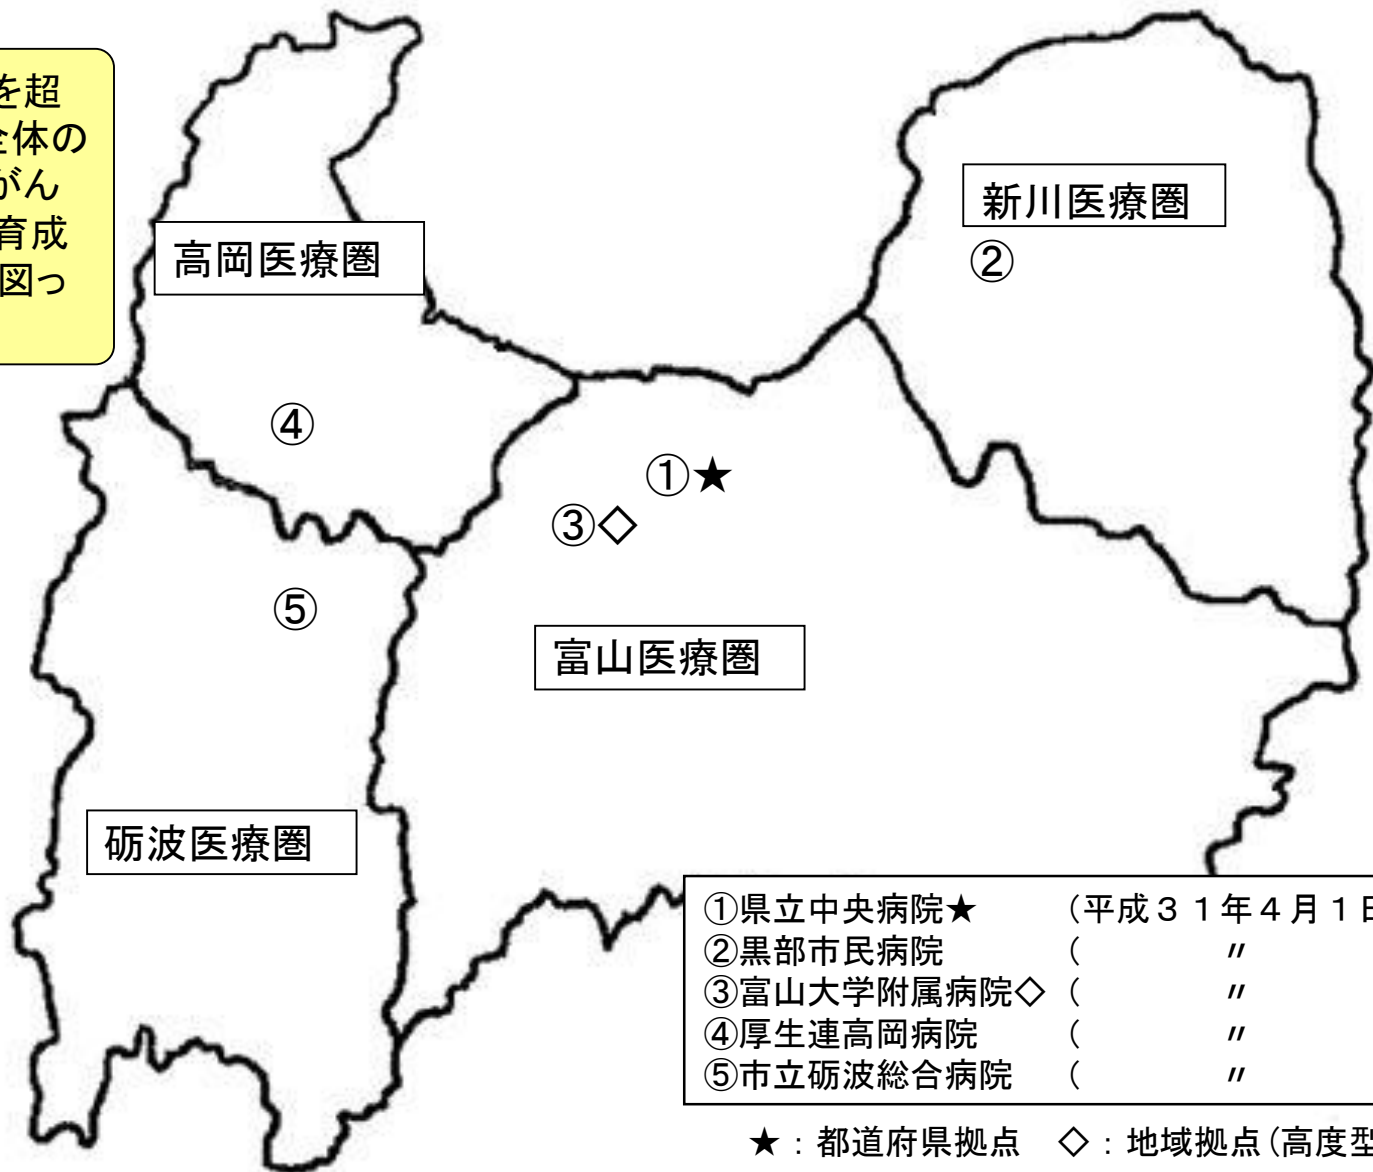 を超
全体の
がん
育成
図っ
新川医療圏
②
高岡医療圏
④
①★
③◇
⑤
富山医療圏
砺波医療圏
①県立中央病院★ （平成３１年４月１日
②黒部市民病院 （ 〃
③富山大学附属病院◇ （ 〃
④厚生連高岡病院 （ 〃
⑤市立砺波総合病院 （ 〃
★：都道府県拠点 ◇：地域拠点（高度型